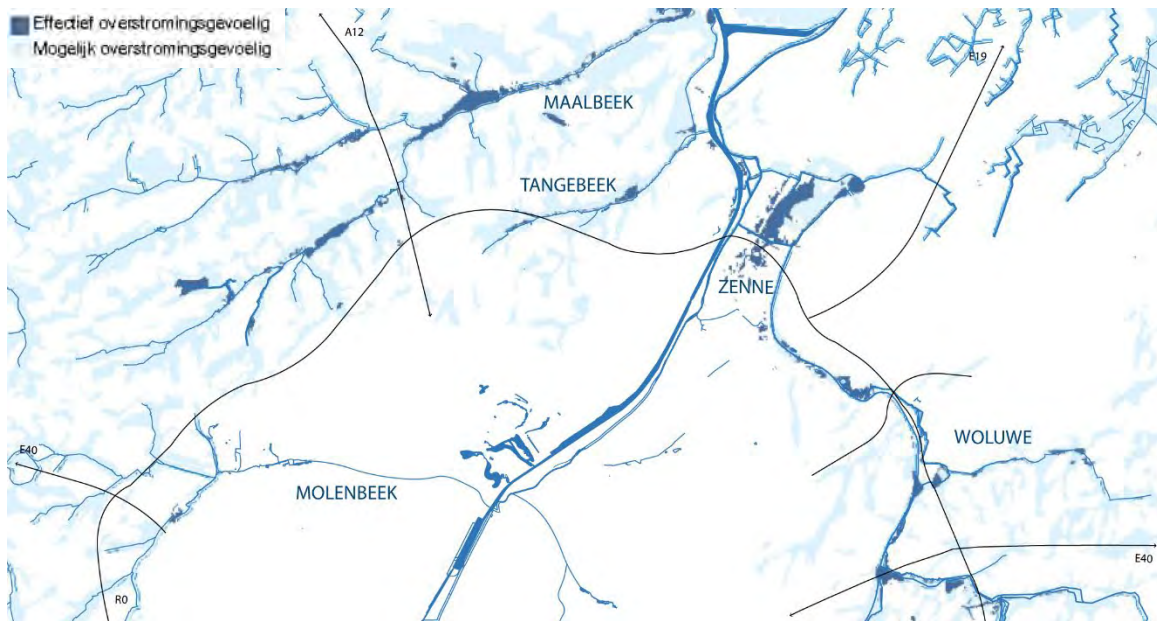 Effectief overstromingsgevoelig
Mogelijk overstromingsgevoelig
A12
E19
MAALBEEK
TANGEBEEK
ZENNE
WOLUWE
E40
MOLENBEEK
E40
R0